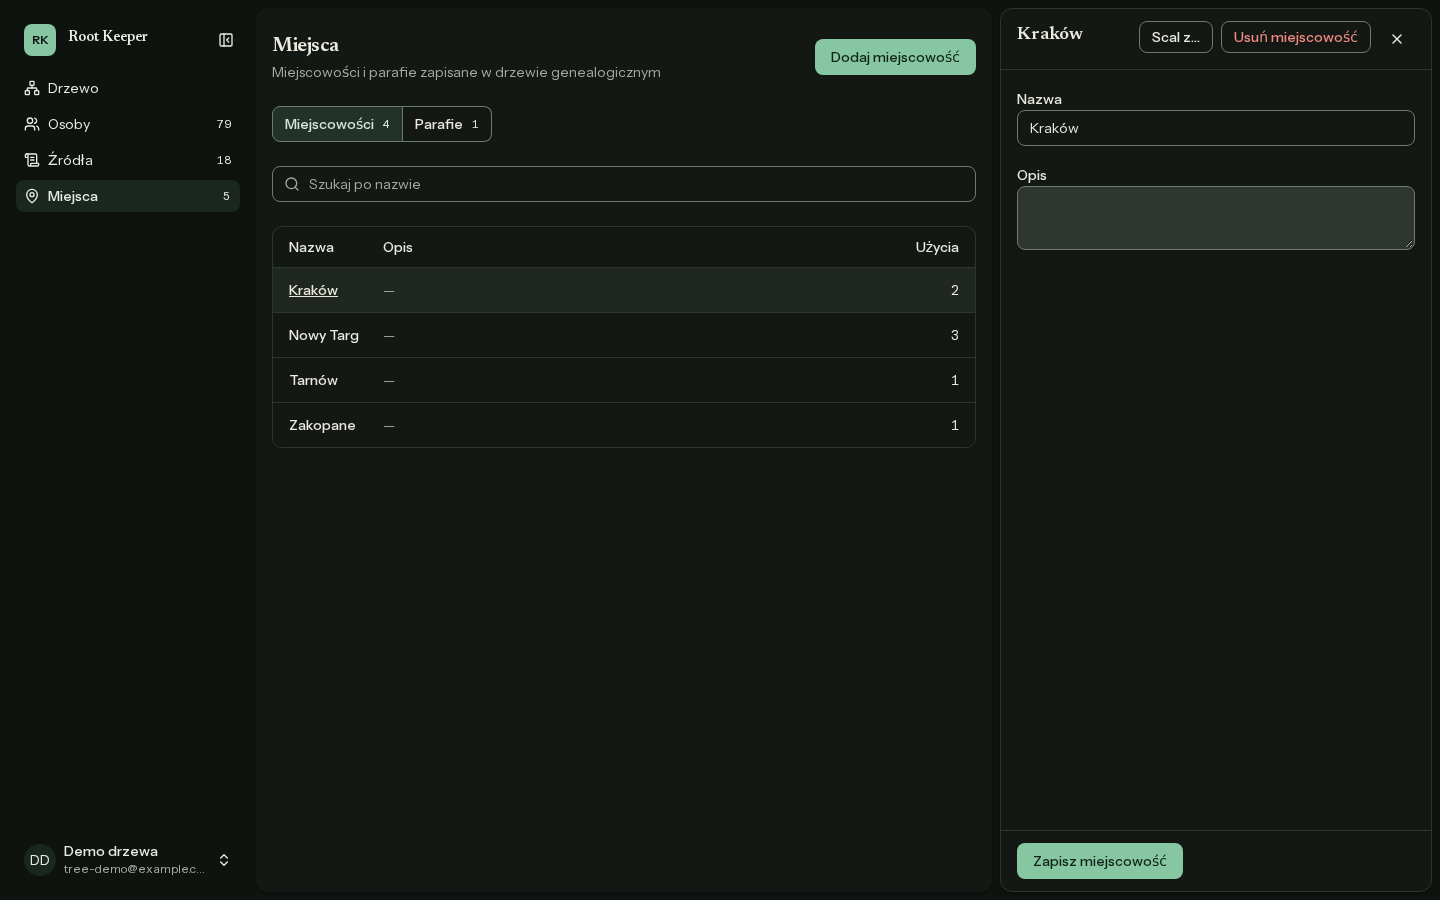 RK Root Keeper
Drzewo
Osoby 79
Źródła 18
Miejsca 5
DD Demo drzewa
tree-demo@example.c...
Miejsca
Miejscowości i parafie zapisane w drzewie genealogicznym
Dodaj miejscowość
Miejscowości 4 Parafie 1
Szukaj po nazwie
Nazwa Opis Użycia
Kraków — 2
Nowy Targ — 3
Tarnów — 1
Zakopane — 1
Kraków Scal z... Usuń miejscowość
Nazwa
Kraków
Opis
Zapisz miejscowość